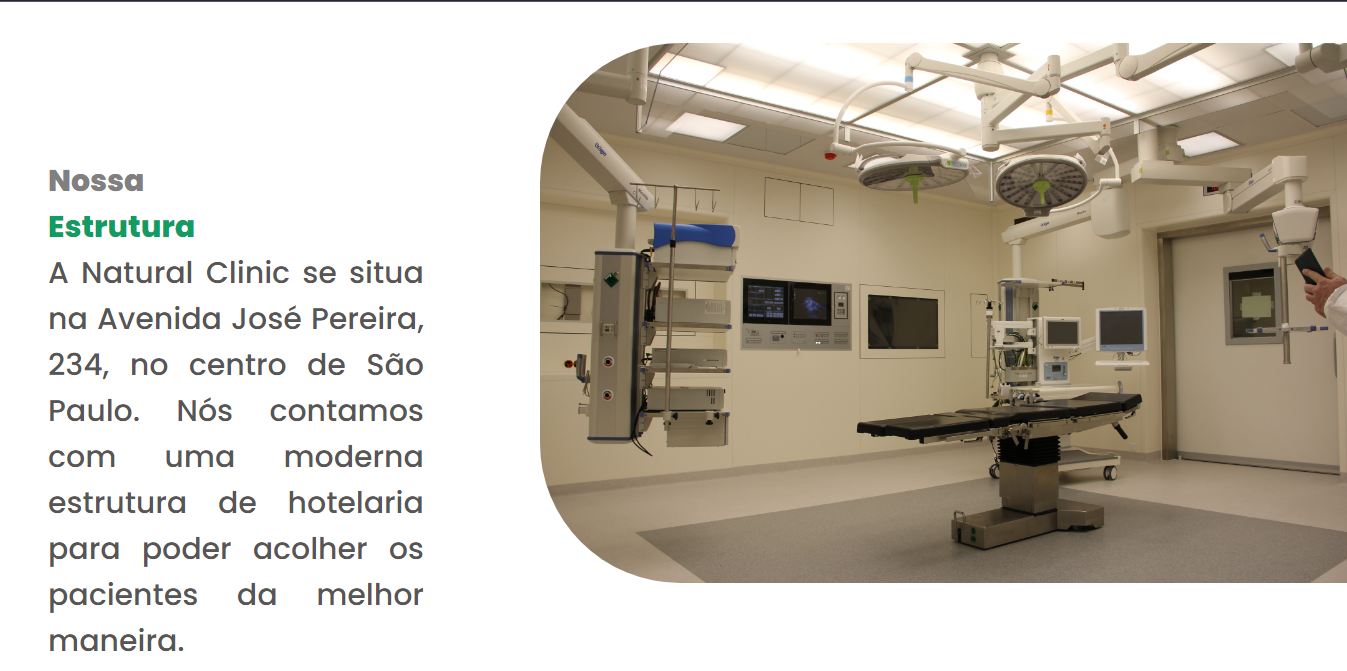 Nossa
Estrutura
A Natural Clinic se situa
na Avenida José Pereira,
234, no centro de São
Paulo. Nós contamos
com uma moderna
estrutura de hotelaria
para poder acolher os
pacientes da melhor
maneira.
Dräger